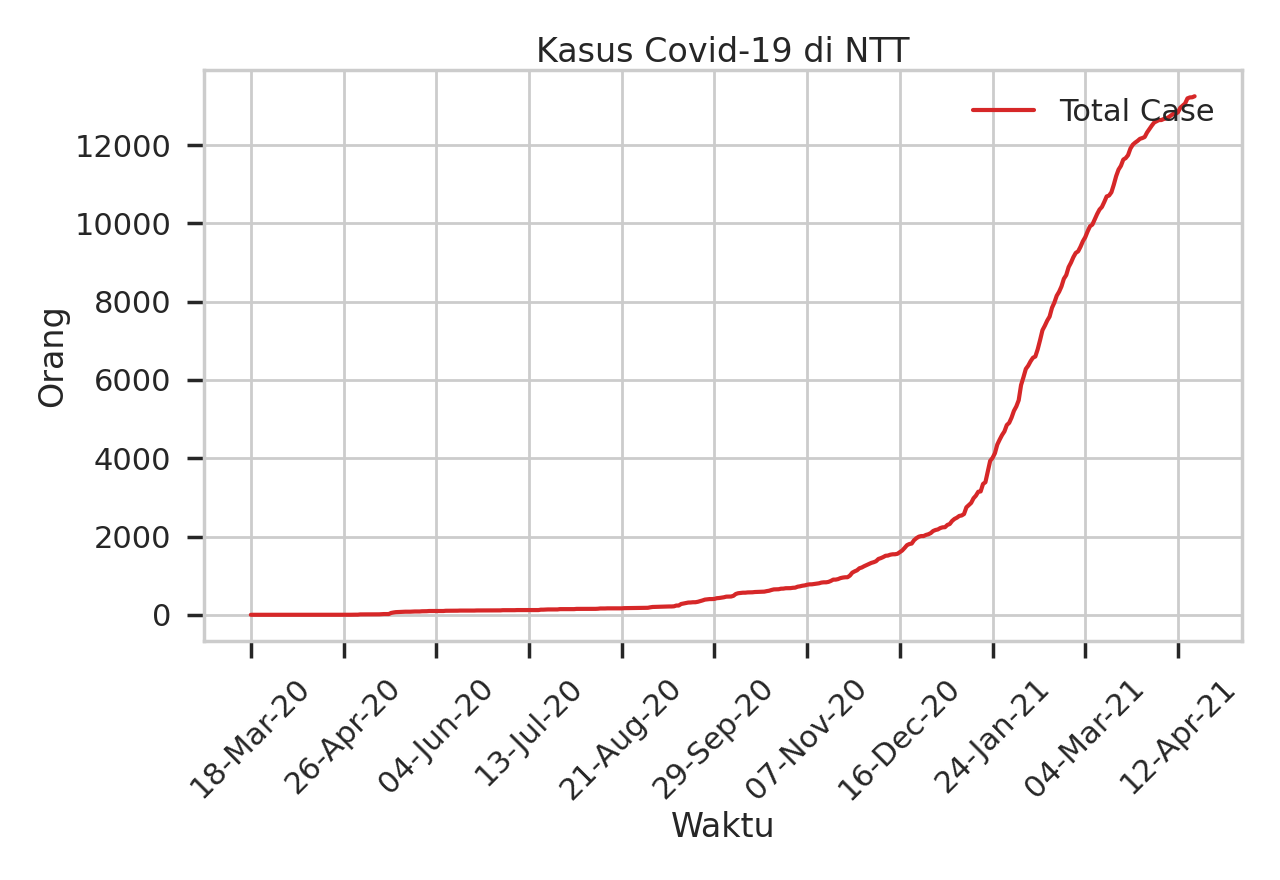 Kasus Covid-19 di NTT
Total Case
12000
10000
8000
6000
4000
2000
0
Orang
18-Mar-20
26-Apr-20
04-Jun-20
13-Jul-20
21-Aug-20
29-Sep-20
07-Nov-20
16-Dec-20
24-Jan-21
04-Mar-21
12-Apr-21
Waktu